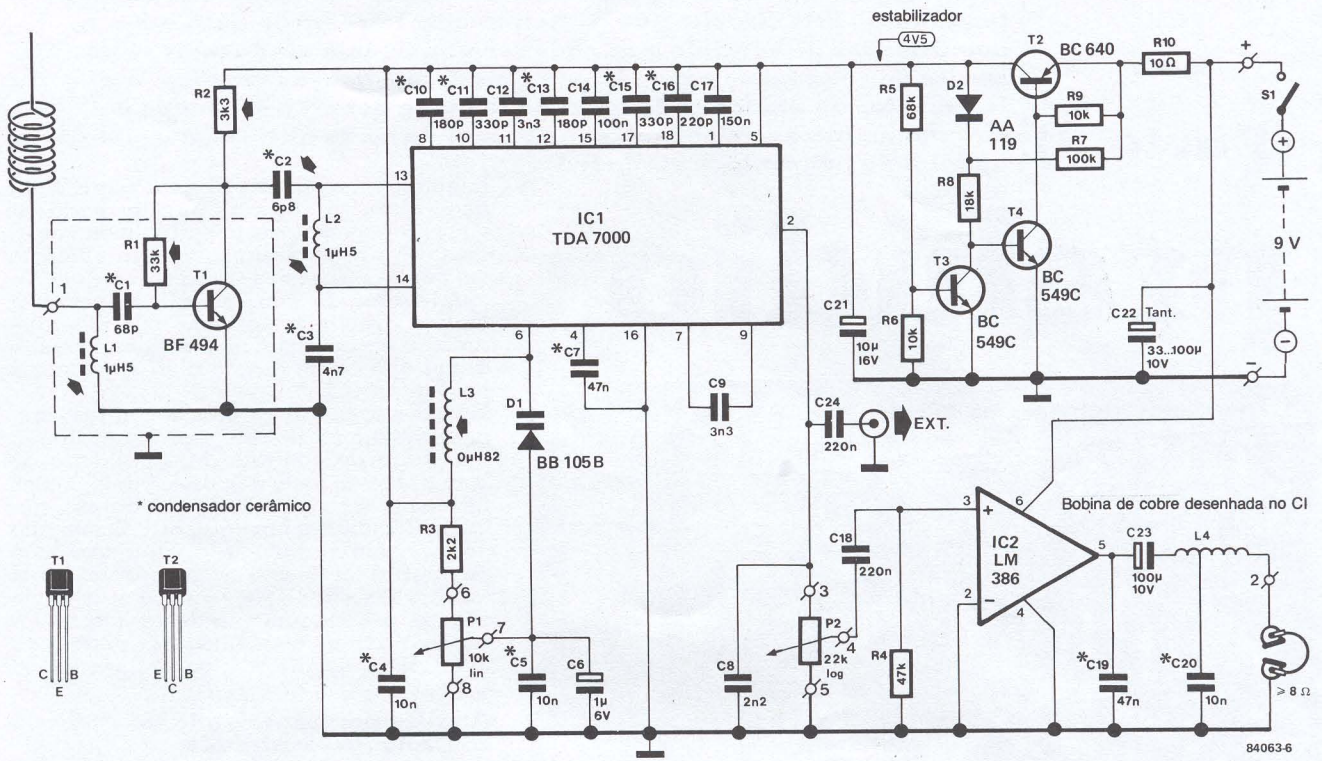 estabilizador
4V5
T2
BC 640
R10
10 Ω
+
S1
+
9 V
−
−
R2
3k3
*C10
180p
8
*C11
330p
10
C12
3n3
11
*C13
180p
12
C14
100n
15
*C15
330p
17
*C16
220p
18
C17
150n
1
5
R5
68k
D2
AA
119
R9
10k
R7
100k
R8
18k
T4
BC
549C
T3
BC
549C
R6
10k
C21
10µ
16V
C22
Tant.
33...100µ
10V
*C2
6p8
13
L2
1µH5
14
IC1
TDA 7000
2
R1
33k
T1
BF 494
1
*C1
68p
L1
1µH5
*C3
4n7
6
4
16
7
9
*C7
47n
C9
3n3
L3
0µH82
D1
BB 105B
C24
220n
EXT.
* condensador cerâmico
T1
C
E
B
T2
E
C
B
R3
2k2
6
P1
10k
lin
7
8
*C4
10n
*C5
10n
C6
1µ
6V
C8
2n2
3
P2
22k
log
4
5
C18
220n
R4
47k
3
+
6
IC2
LM
386
2
−
4
5
Bobina de cobre desenhada no CI
C23
100µ
10V
L4
2
*C19
47n
*C20
10n
⩾ 8 Ω
84063-6